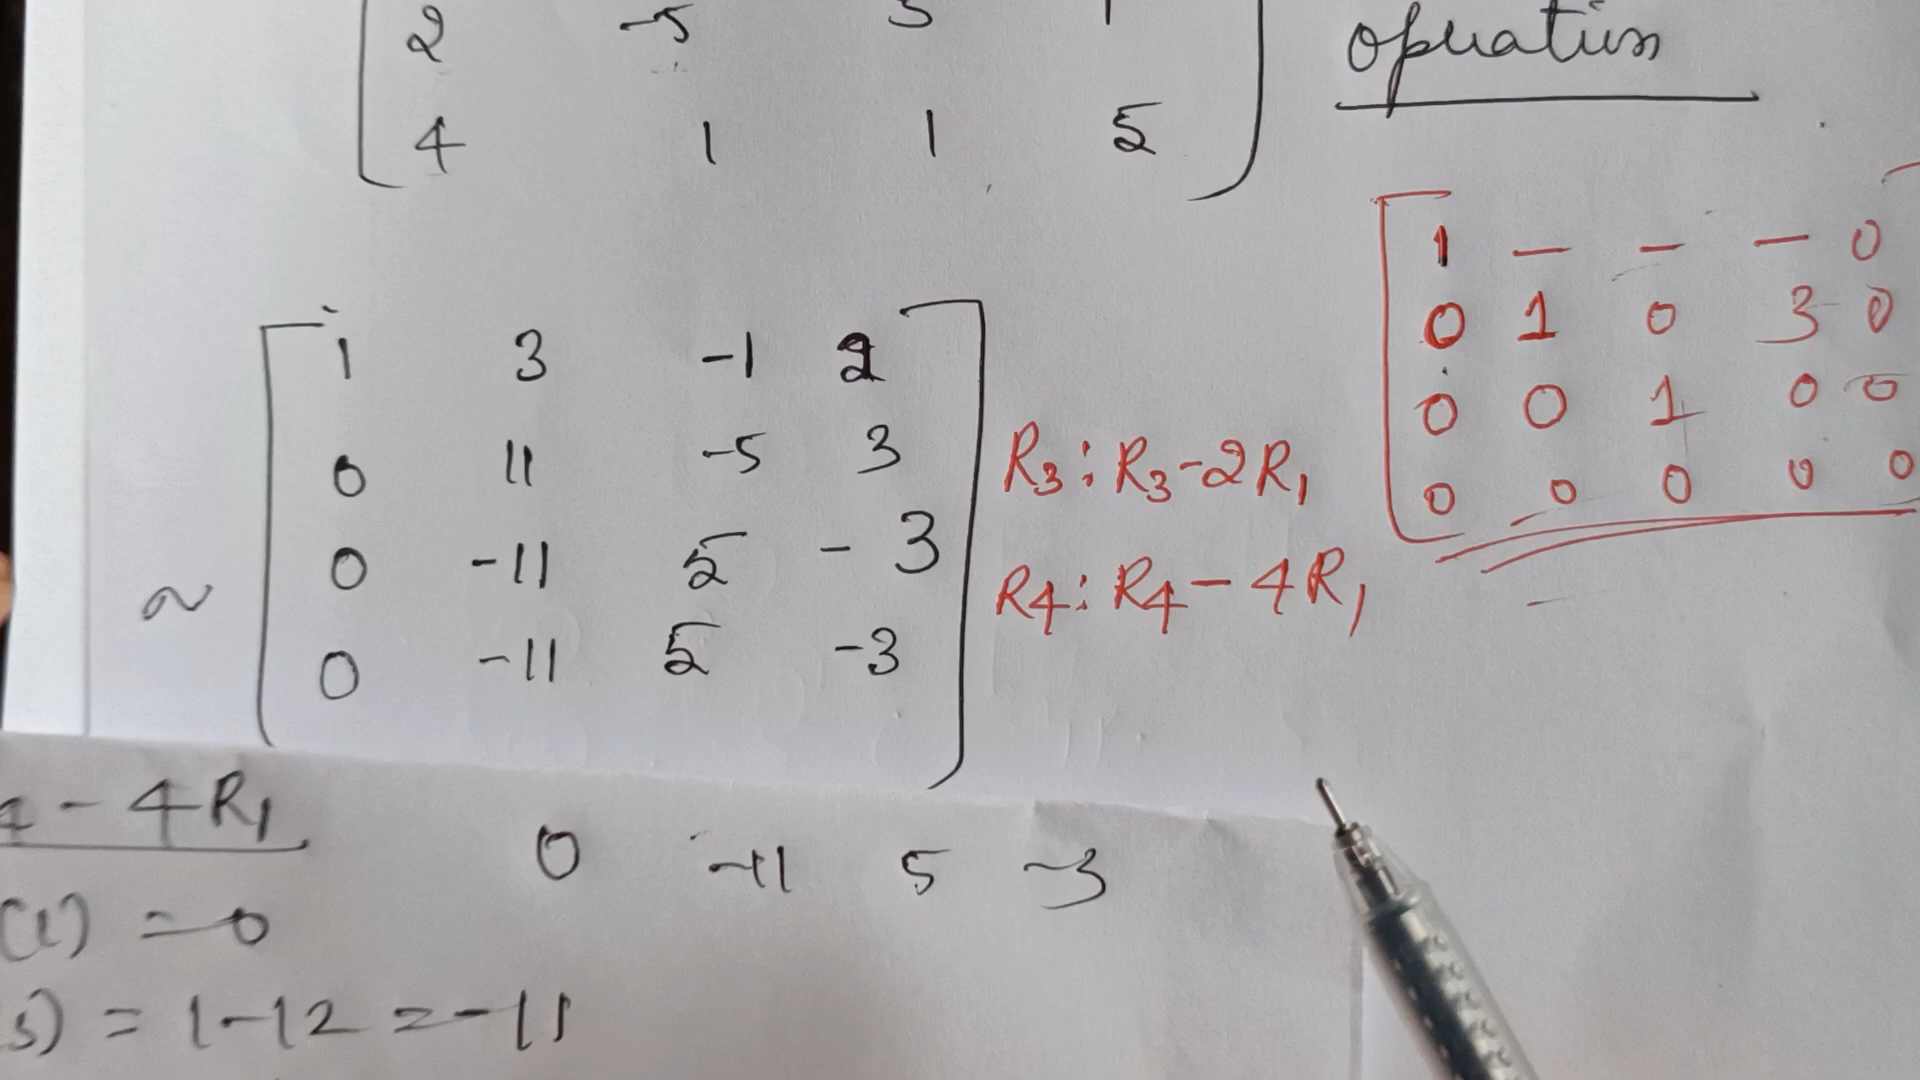 2 -5 3 1
operation
4 1 1 5
1 — — — 0
0 1 0 3 0
0 0 1 0 0
0 0 0 0 0
1 3 -1 2
0 11 -5 3 R3 : R3-2R1
~ 0 -11 5 -3
R4 : R4 - 4R1
0 -11 5 -3
- 4R1 0 -11 5 -3
(1) = 0
= 1-12 = -11